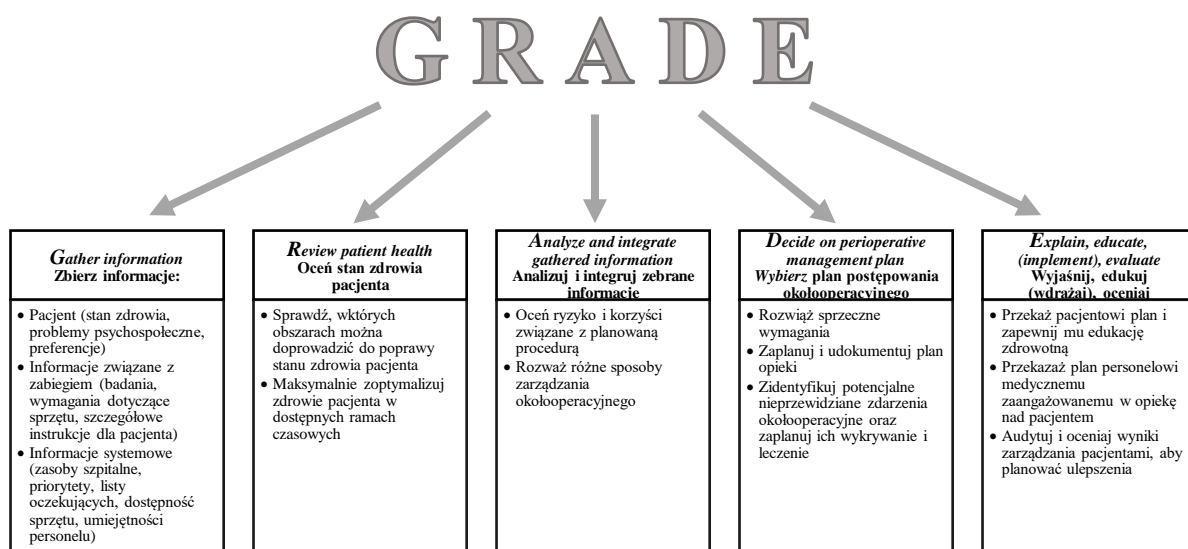 G R A D E
Gather information
Zbierz informacje:
• Pacjent (stan zdrowia,
problemy psychospołeczne,
preferencje)
• Informacje związane z
zabiegiem (badania,
wymagania dotyczące
sprzętu, szczegółowe
instrukcje dla pacjenta)
• Informacje systemowe
(zasoby szpitalne,
priorytety, listy
oczekujących, dostępność
sprzętu, umiejętności
personelu)
Review patient health
Oceń stan zdrowia
pacjenta
• Sprawdź, wktórych
obszarach można
doprowadzić do poprawy
stanu zdrowia pacjenta
• Maksymalnie zoptymalizuj
zdrowie pacjenta w
dostępnych ramach
czasowych
Analyze and integrate
gathered information
Analizuj i integruj zebrane
informacje
• Oceń ryzyko i korzyści
związane z planowaną
procedurą
• Rozważ różne sposoby
zarządzania
okołooperacyjnego
Decide on perioperative
management plan
Wybierz plan postępowania
okołooperacyjnego
• Rozwiąż sprzeczne
wymagania
• Zaplanuj i udokumentuj plan
opieki
• Zidentyfikuj potencjalne
nieprzewidziane zdarzenia
okołooperacyjne oraz
zaplanuj ich wykrywanie i
leczenie
Explain, educate,
(implement), evaluate
Wyjaśnij, edukuj
(wdrażaj), oceniaj
• Przekaż pacjentowi plan i
zapewnij mu edukację
zdrowotną
• Przekazaż plan personelowi
medycznemu
zaangażowanemu w opiekę
nad pacjentem
• Audytuj i oceniaj wyniki
zarządzania pacjentami, aby
planować ulepszenia